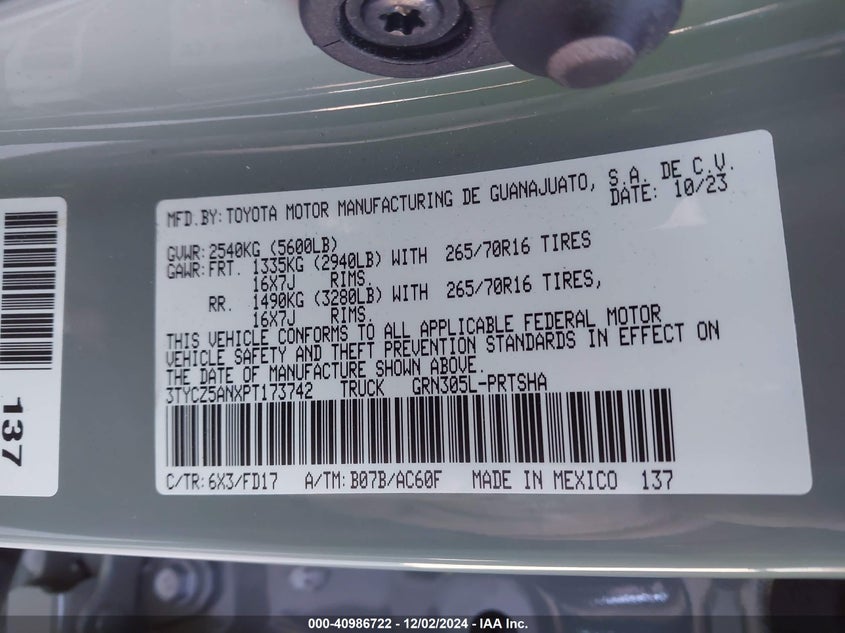 MFD.BY: TOYOTA MOTOR MANUFACTURING DE GUANAJUATO, S.A. DE C.V.
DATE: 10/23
GVWR: 2540KG (5600LB)
GAWR: FRT. 1335KG (2940LB) WITH 265/70R16 TIRES
16X7J RIMS.
RR. 1490KG (3280LB) WITH 265/70R16 TIRES,
16X7J RIMS.
THIS VEHICLE CONFORMS TO ALL APPLICABLE FEDERAL MOTOR
VEHICLE SAFETY AND THEFT PREVENTION STANDARDS IN EFFECT ON
THE DATE OF MANUFACTURE SHOWN ABOVE.
3TYCZ5ANXPT173742 TRUCK GRN305L-PRTSHA
C/TR: 6X3/FD17 A/TM: B07B/AC60F MADE IN MEXICO 137
137
000-40986722 - 12/02/2024 - IAA Inc.